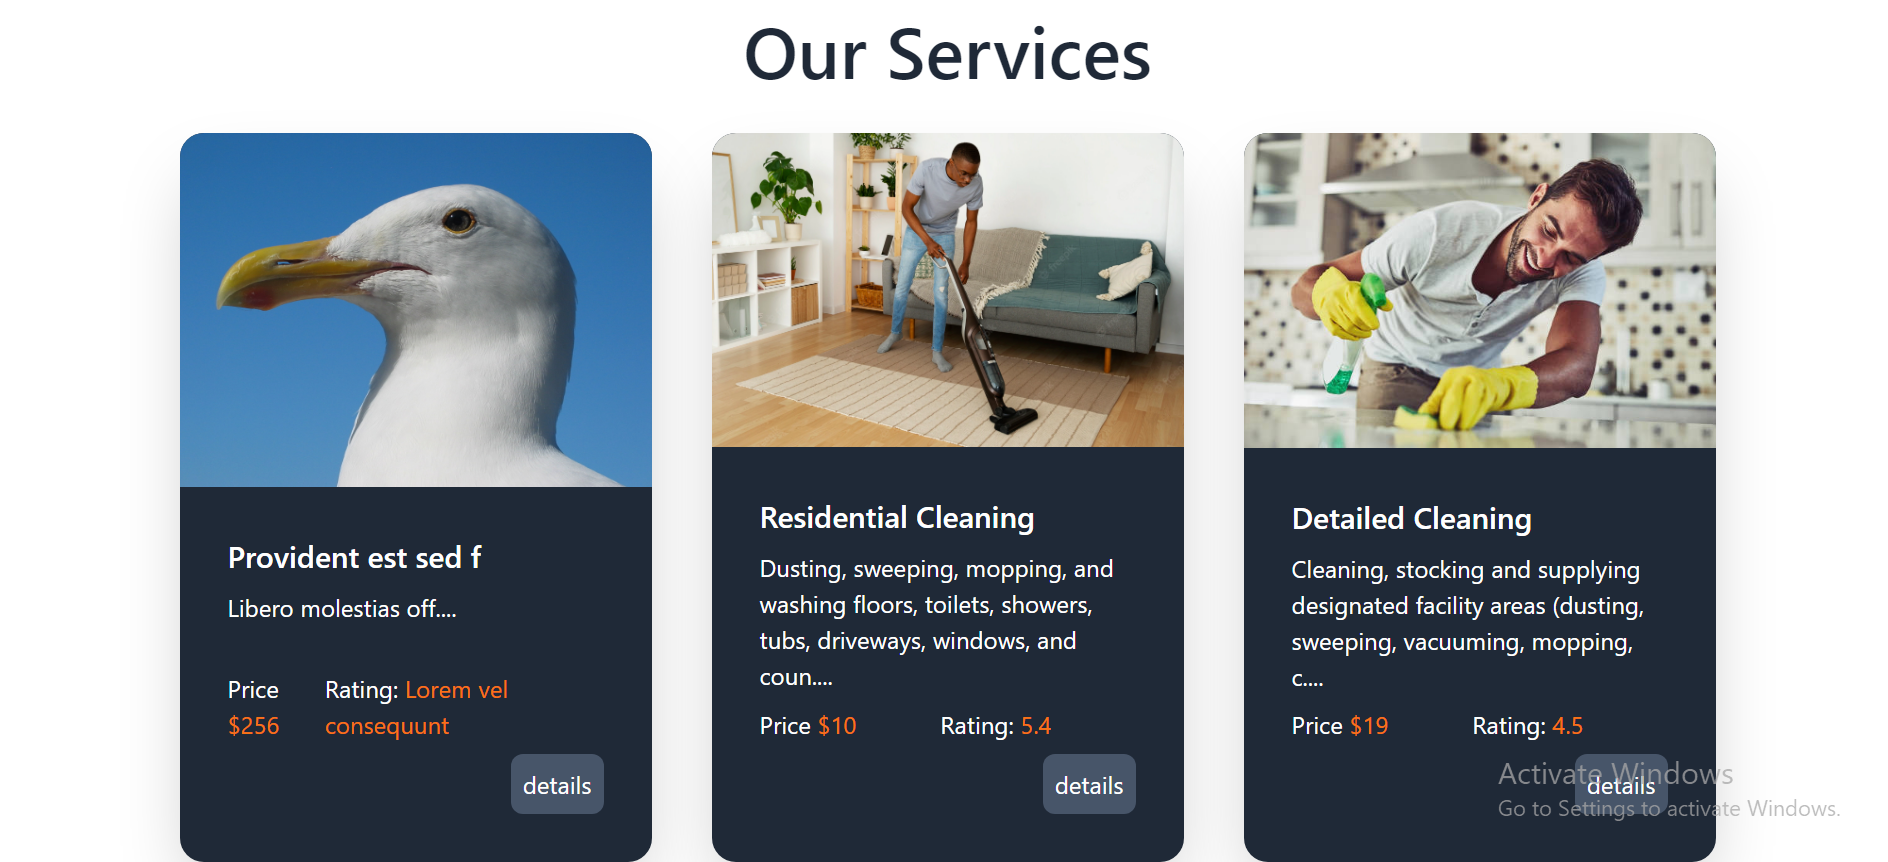 Our Services
Provident est sed f
Libero molestias off....
Price
$256
Rating: Lorem vel
consequunt
details
Residential Cleaning
Dusting, sweeping, mopping, and
washing floors, toilets, showers,
tubs, driveways, windows, and
coun....
Price $10
Rating: 5.4
details
Detailed Cleaning
Cleaning, stocking and supplying
designated facility areas (dusting,
sweeping, vacuuming, mopping,
c....
Price $19
Rating: 4.5
details
Activate Windows
Go to Settings to activate Windows.